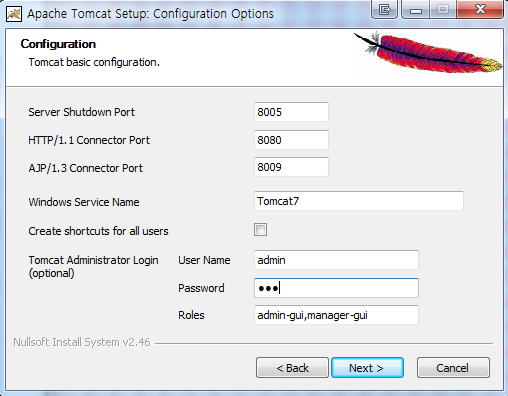 Apache Tomcat Setup: Configuration Options
Configuration
Tomcat basic configuration.
Server Shutdown Port 8005
HTTP/1.1 Connector Port 8080
AJP/1.3 Connector Port 8009
Windows Service Name Tomcat7
Create shortcuts for all users
Tomcat Administrator Login User Name admin
(optional)
Password ●●●
Roles admin-gui,manager-gui
Nullsoft Install System v2.46
< Back Next > Cancel